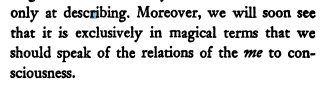 only at describing. Moreover, we will soon see
that it is exclusively in magical terms that we
should speak of the relations of the me to con-
sciousness.